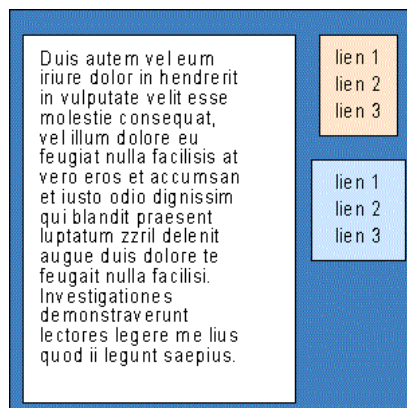 Duis autem vel eum
iriure dolor in hendrerit
in vulputate velit esse
molestie consequat,
vel illum dolore eu
feugiat nulla facilisis at
vero eros et accumsan
et iusto odio dignissim
qui blandit praesent
luptatum zzril delenit
augue duis dolore te
feugait nulla facilisi.
Investigationes
demonstraverunt
lectores legere me lius
quod ii legunt saepius.
lien 1
lien 2
lien 3
lien 1
lien 2
lien 3